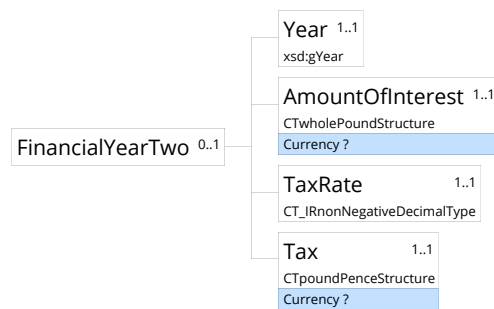 Year 1..1
xsd:gYear
AmountOfInterest 1..1
CTwholePoundStructure
Currency ?
FinancialYearTwo 0..1
TaxRate 1..1
CT_IRnonNegativeDecimalType
Tax 1..1
CTpoundPenceStructure
Currency ?